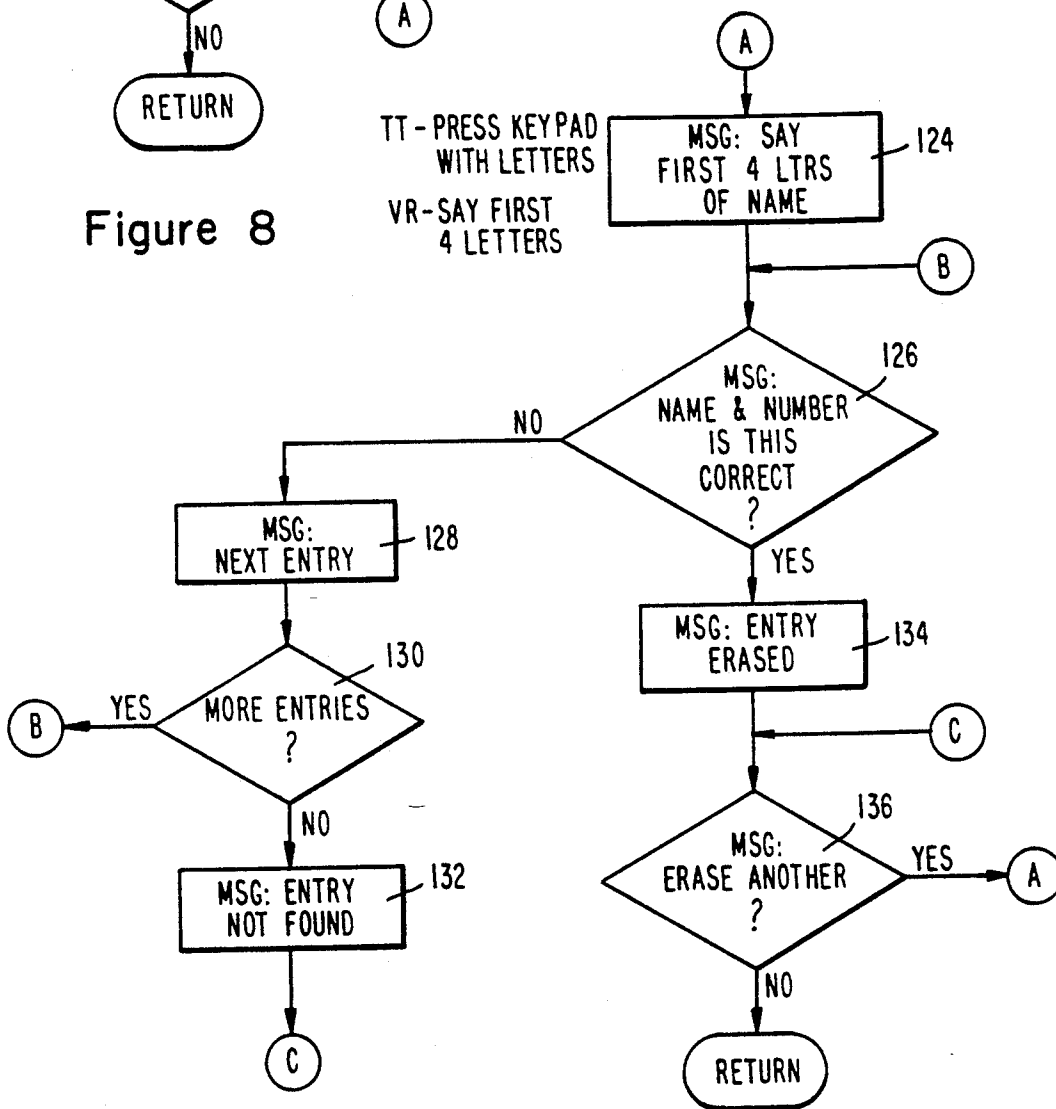 NO
A
RETURN
Figure 8
A
TT-PRESS KEYPAD
WITH LETTERS
VR-SAY FIRST
4 LETTERS
MSG: SAY
FIRST 4 LTRS
OF NAME
124
B
MSG:
NAME & NUMBER
IS THIS
CORRECT
?
126
NO
YES
MSG:
NEXT ENTRY
128
MORE ENTRIES
?
130
YES
B
NO
MSG: ENTRY
NOT FOUND
132
C
MSG: ENTRY
ERASED
134
C
MSG:
ERASE ANOTHER
?
136
YES
A
NO
RETURN